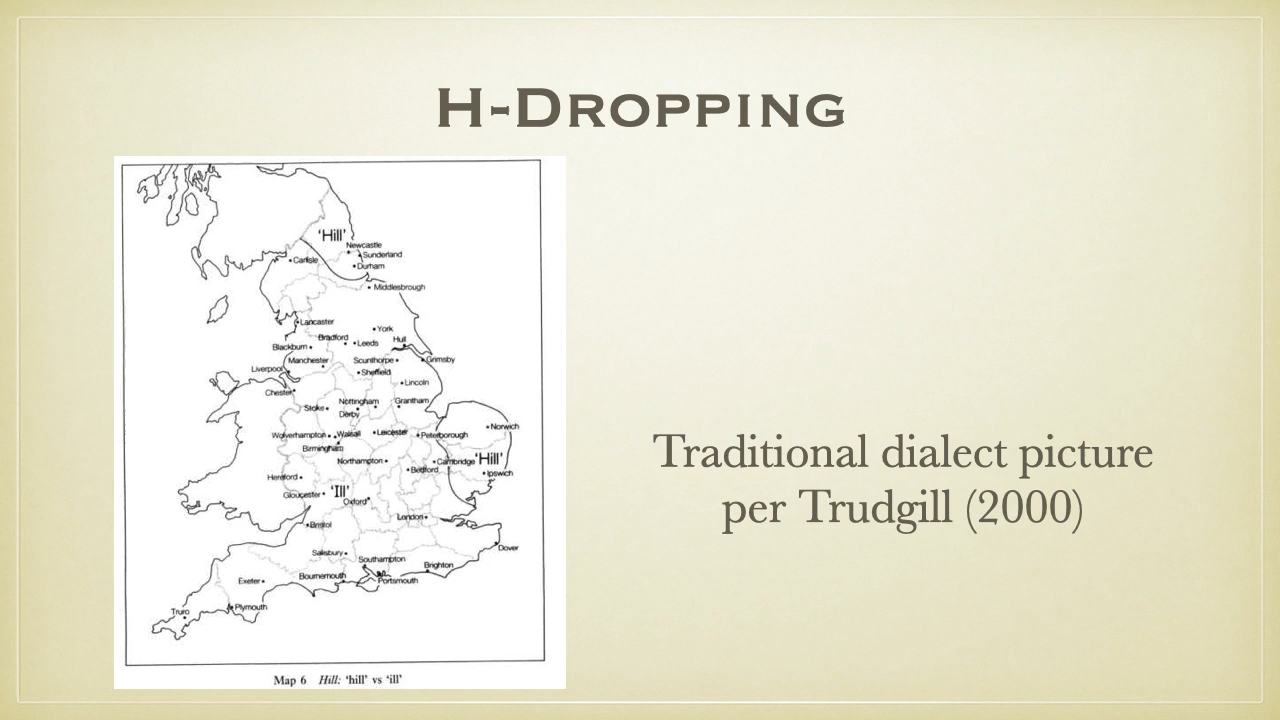 H-Dropping
'Hill'
Newcastle
Sunderland
Carlisle
Durham
Middlesbrough
Lancaster
York
Bradford
Leeds
Hull
Blackburn
Manchester
Scunthorpe
Grimsby
Liverpool
Sheffield
Lincoln
Chester
Nottingham
Grantham
Stoke
Derby
Norwich
Wolverhampton
Walsall
Leicester
Peterborough
Birmingham
Northampton
Cambridge
'Hill'
Bedford
Ipswich
Hereford
Gloucester
'Ill'
Oxford
London
Bristol
Salisbury
Dover
Southampton
Brighton
Exeter
Bournemouth
Portsmouth
Truro
Plymouth
Map 6 Hill: 'hill' vs 'ill'
Traditional dialect picture
per Trudgill (2000)